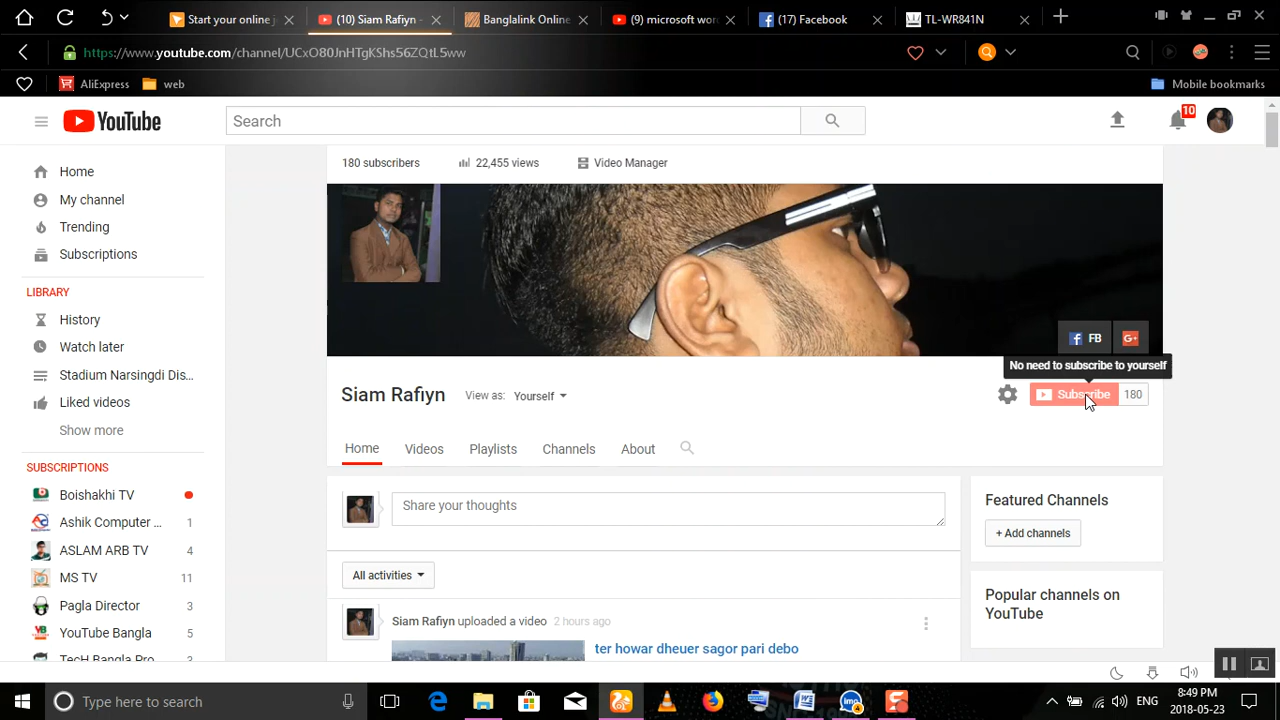 Start your online j
(10) Siam Rafiyn -
Banglalink Online
(9) microsoft wor
(17) Facebook
TL-WR841N
https://www.youtube.com/channel/UCxO80JnHTgKShs56ZQtL5ww
AliExpress
web
Mobile bookmarks
YouTube
Search
10
180 subscribers
22,455 views
Video Manager
Home
My channel
Trending
Subscriptions
LIBRARY
History
Watch later
Stadium Narsingdi Dis...
Liked videos
Show more
SUBSCRIPTIONS
Boishakhi TV
Ashik Computer ... 1
ASLAM ARB TV 4
MS TV 11
Pagla Director 3
YouTube Bangla 5
TecH Bangla Pro
FB
G+
No need to subscribe to yourself
Siam Rafiyn
View as: Yourself
Subscribe 180
Home Videos Playlists Channels About
Share your thoughts
All activities
Siam Rafiyn uploaded a video 2 hours ago
ter howar dheuer sagor pari debo
Featured Channels
+ Add channels
Popular channels on
YouTube
Type here to search
4
ENG
8:49 PM
2018-05-23